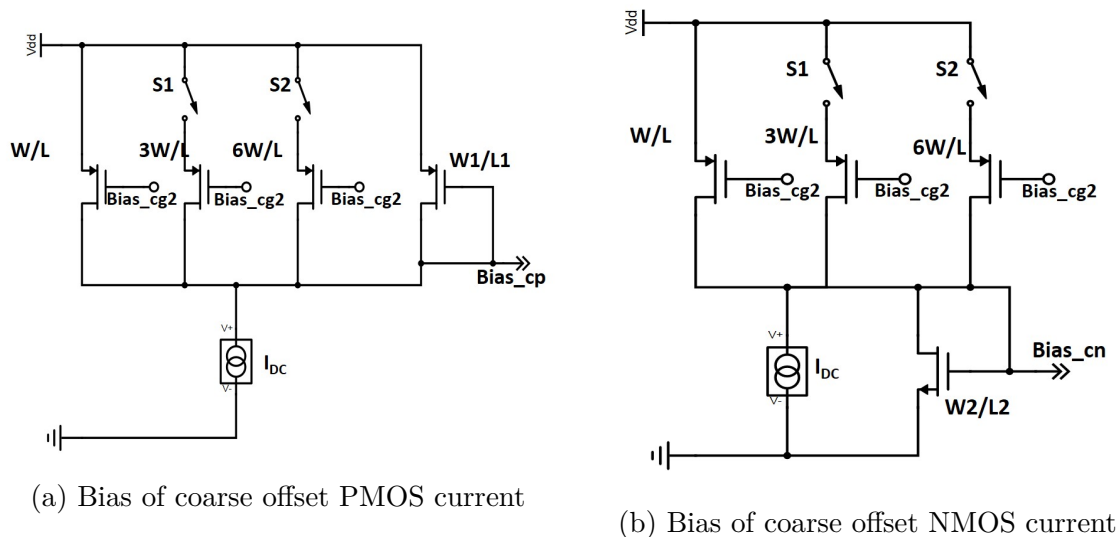 Vdd
S1
S2
W/L
3W/L
6W/L
W1/L1
Bias_cg2
Bias_cg2
Bias_cg2
Bias_cp
V+
I_DC
V-
(a) Bias of coarse offset PMOS current
Vdd
S1
S2
W/L
3W/L
6W/L
Bias_cg2
Bias_cg2
Bias_cg2
V+
I_DC
V-
Bias_cn
W2/L2
(b) Bias of coarse offset NMOS current